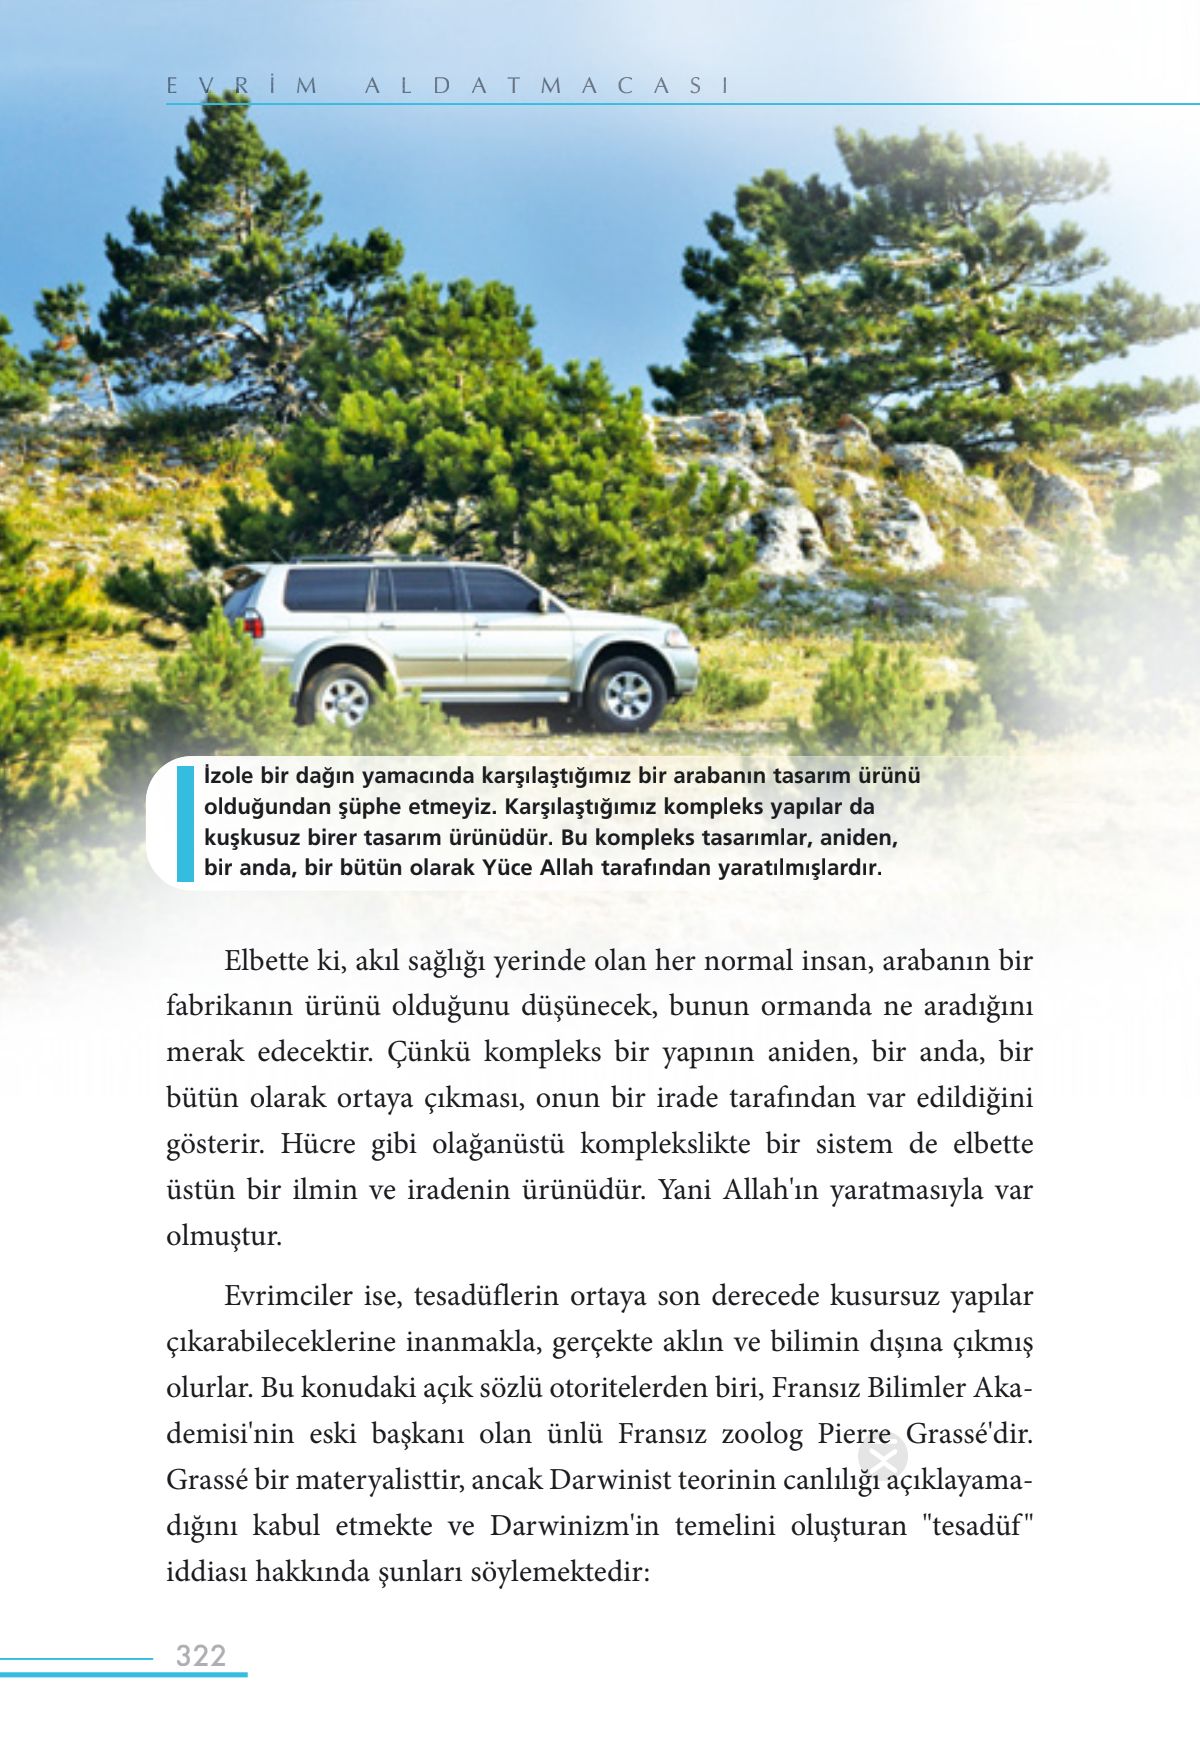 EVRİM ALDATMACASI
İzole bir dağın yamacında karşılaştığımız bir arabanın tasarım ürünü
olduğundan şüphe etmeyiz. Karşılaştığımız kompleks yapılar da
kuşkusuz birer tasarım ürünüdür. Bu kompleks tasarımlar, aniden,
bir anda, bir bütün olarak Yüce Allah tarafından yaratılmışlardır.
Elbette ki, akıl sağlığı yerinde olan her normal insan, arabanın bir
fabrikanın ürünü olduğunu düşünecek, bunun ormanda ne aradığını
merak edecektir. Çünkü kompleks bir yapının aniden, bir anda, bir
bütün olarak ortaya çıkması, onun bir irade tarafından var edildiğini
gösterir. Hücre gibi olağanüstü komplekslikte bir sistem de elbette
üstün bir ilmin ve iradenin ürünüdür. Yani Allah'ın yaratmasıyla var
olmuştur.
Evrimciler ise, tesadüflerin ortaya son derecede kusursuz yapılar
çıkarabileceklerine inanmakla, gerçekte aklın ve bilimin dışına çıkmış
olurlar. Bu konudaki açık sözlü otoritelerden biri, Fransız Bilimler Aka-
demisi'nin eski başkanı olan ünlü Fransız zoolog Pierre Grassé'dir.
Grassé bir materyalisttir, ancak Darwinist teorinin canlılığı açıklayama-
dığını kabul etmekte ve Darwinizm'in temelini oluşturan "tesadüf"
iddiası hakkında şunları söylemektedir:
322